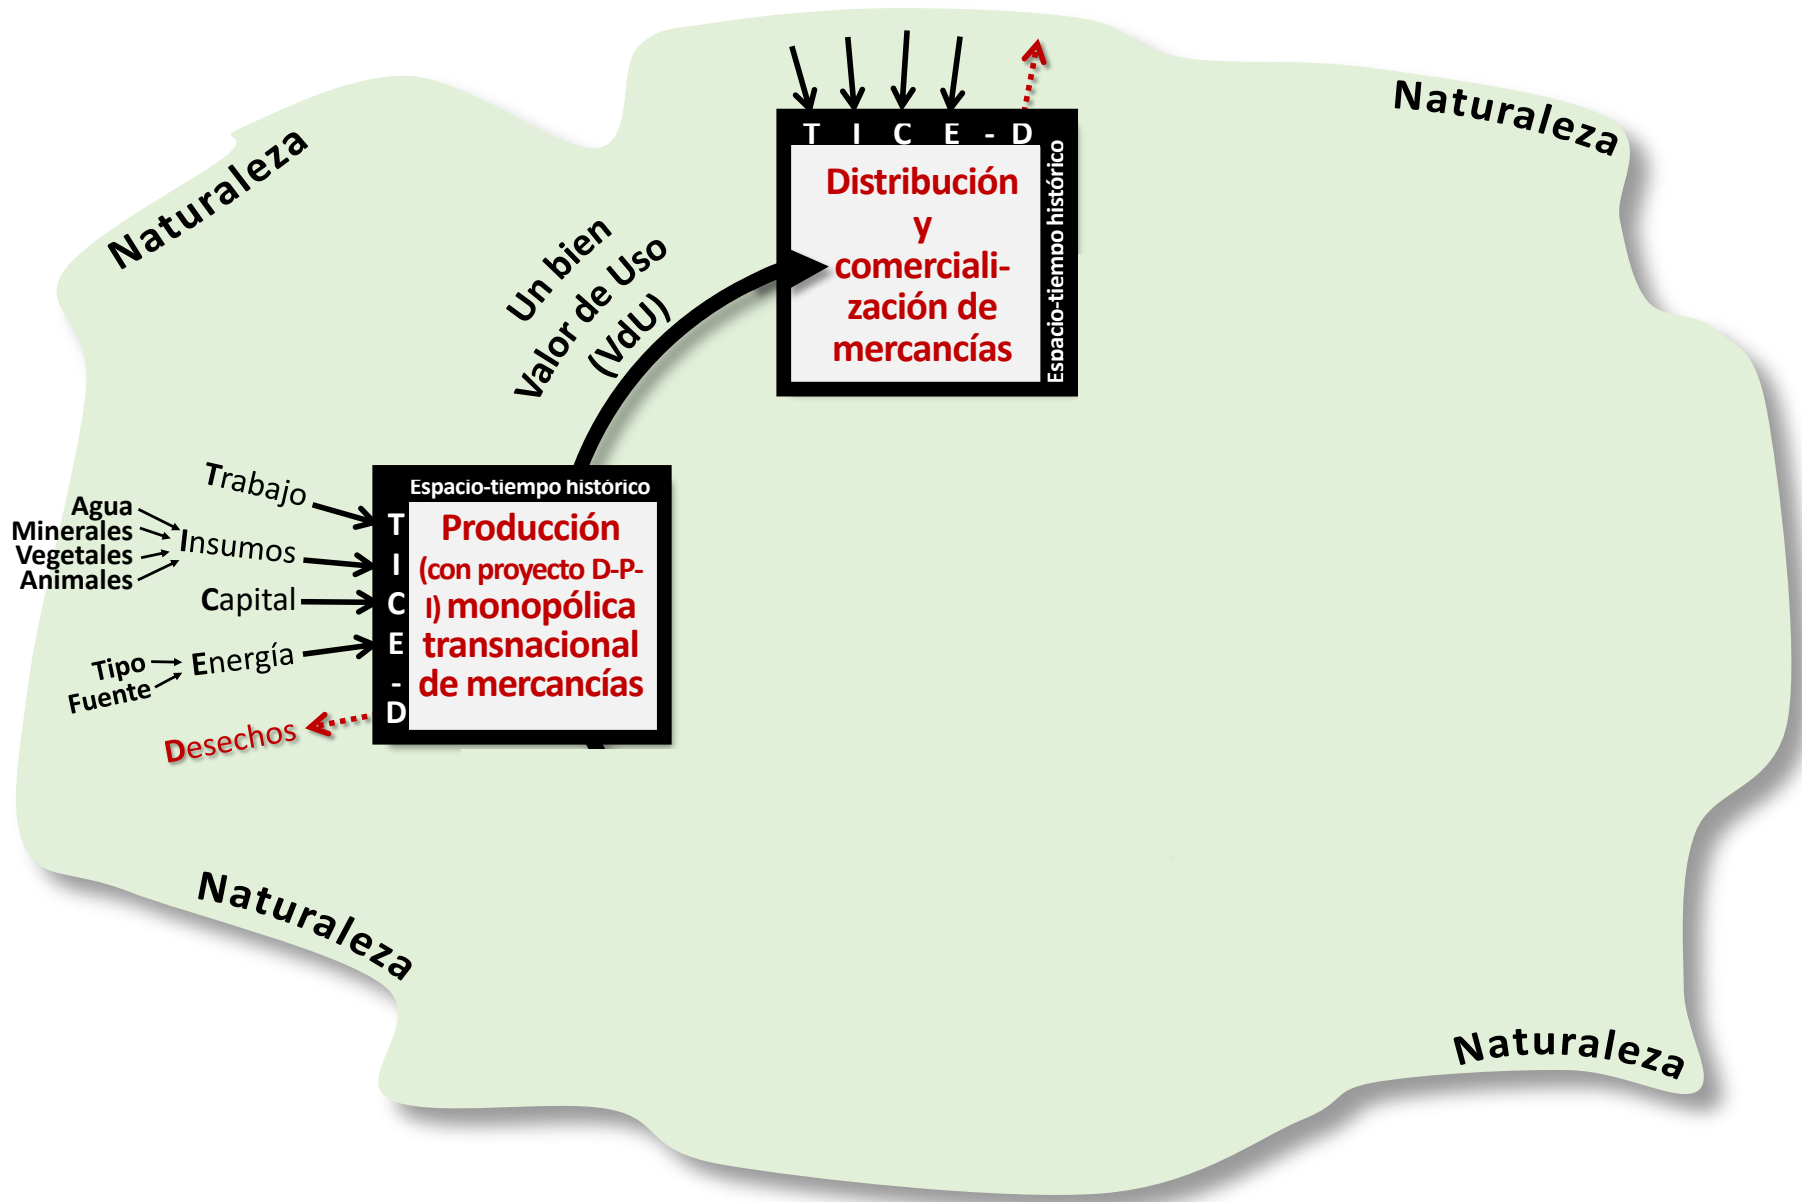 Naturaleza
Naturaleza
T I C E - D
Distribución
y
comerciali-
zación de
mercancías
Espacio-tiempo histórico
Un bien
Valor de Uso
(VdU)
Trabajo
Agua
Minerales
Vegetales
Animales
Insumos
Capital
Tipo
Fuente
Energía
Desechos
T
I
C
E
-
D
Espacio-tiempo histórico
Producción
(con proyecto D-P-
I) monopólica
transnacional
de mercancías
Naturaleza
Naturaleza